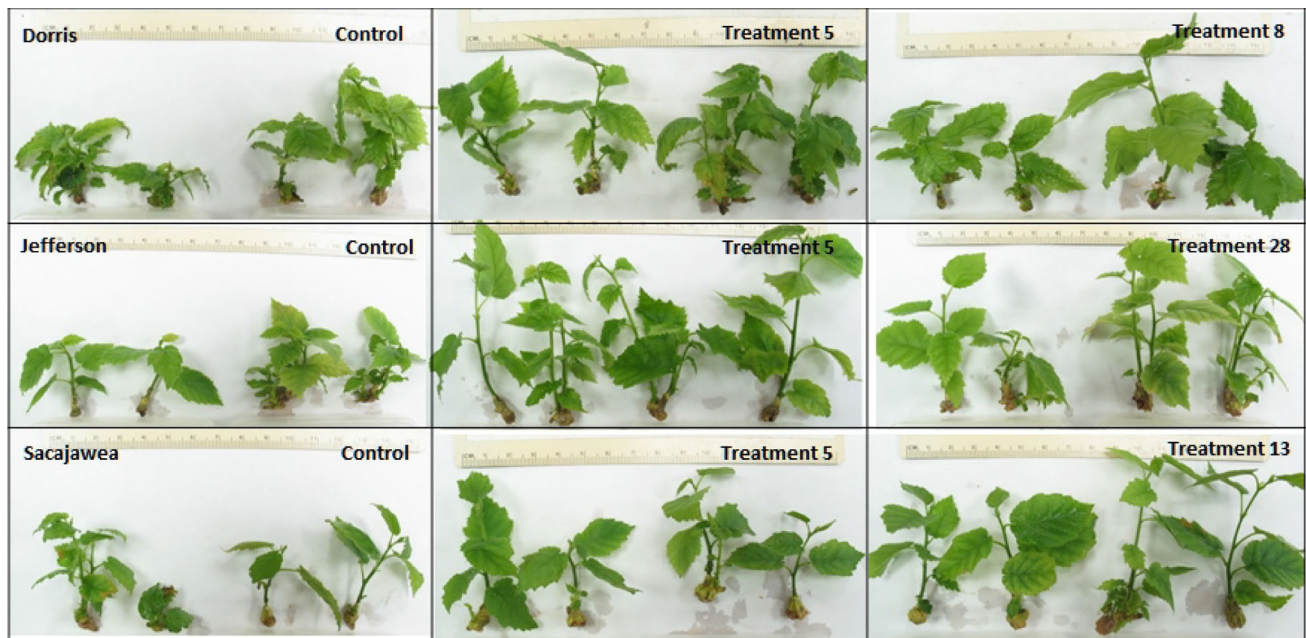 Dorris Control
Treatment 5
Treatment 8
Jefferson Control
Treatment 5
Treatment 28
Sacajawea Control
Treatment 5
Treatment 13